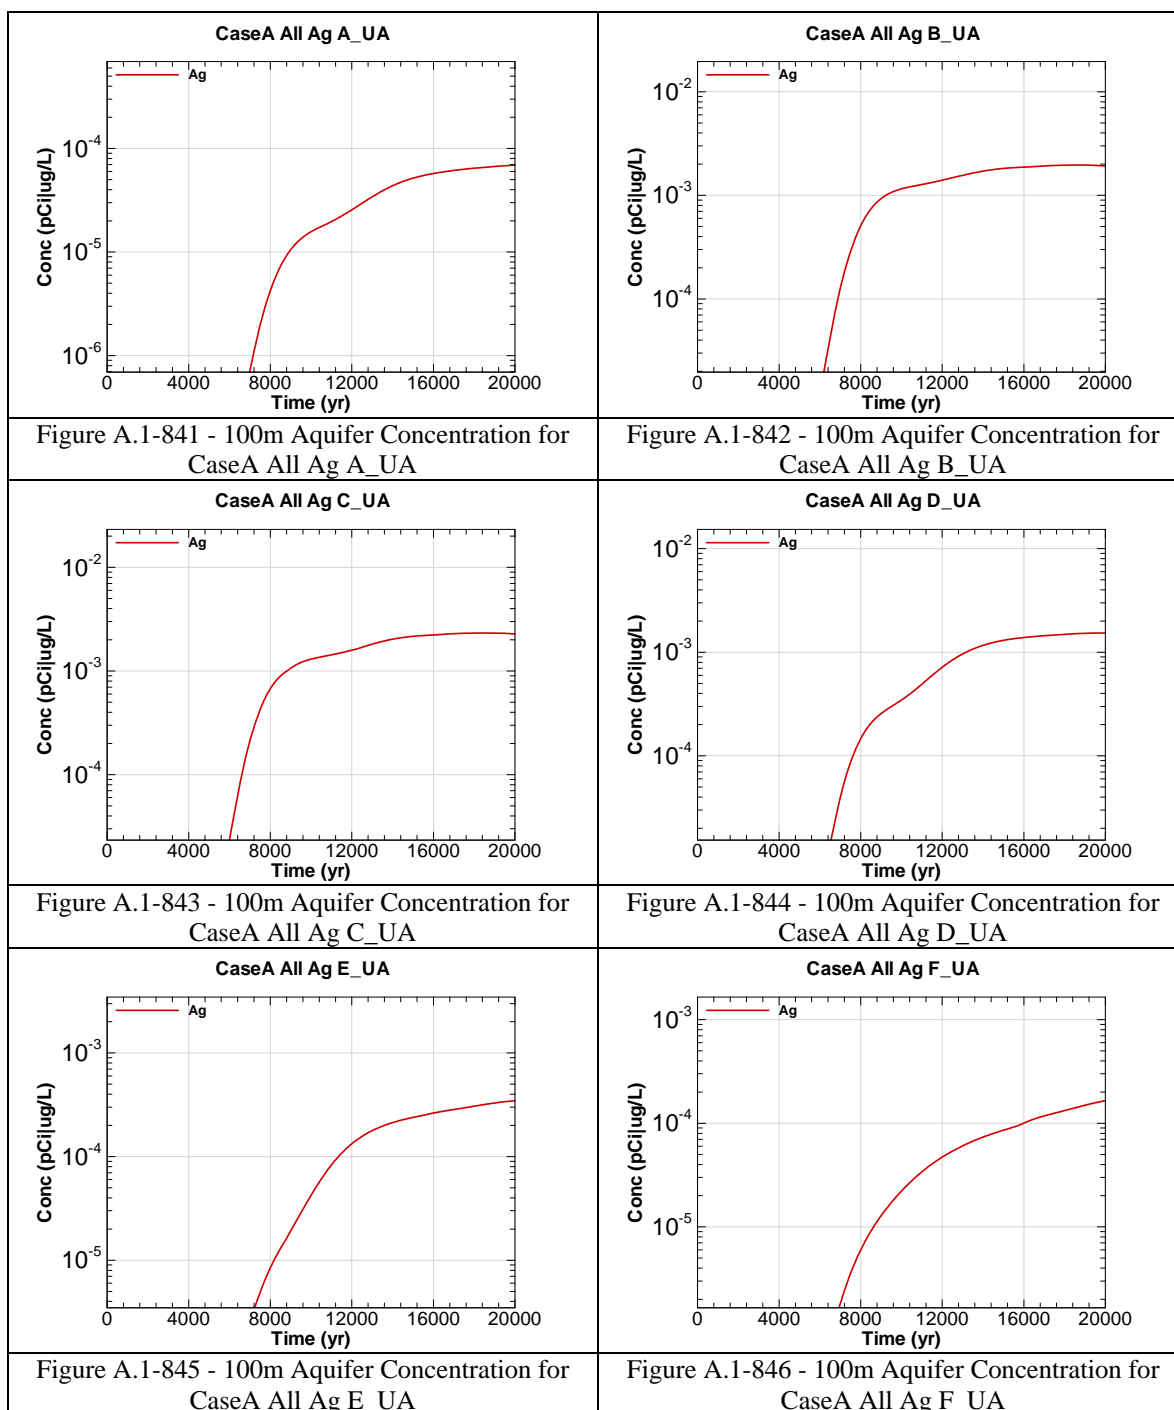 CaseA All Ag A_UA
Ag
Conc (pCi|ug/L)
10-4
10-5
10-6
0 4000 8000 12000 16000 20000
Time (yr)
Figure A.1-841 - 100m Aquifer Concentration for
CaseA All Ag A_UA
CaseA All Ag B_UA
Ag
Conc (pCi|ug/L)
10-2
10-3
10-4
0 4000 8000 12000 16000 20000
Time (yr)
Figure A.1-842 - 100m Aquifer Concentration for
CaseA All Ag B_UA
CaseA All Ag C_UA
Ag
Conc (pCi|ug/L)
10-2
10-3
10-4
0 4000 8000 12000 16000 20000
Time (yr)
Figure A.1-843 - 100m Aquifer Concentration for
CaseA All Ag C_UA
CaseA All Ag D_UA
Ag
Conc (pCi|ug/L)
10-2
10-3
10-4
0 4000 8000 12000 16000 20000
Time (yr)
Figure A.1-844 - 100m Aquifer Concentration for
CaseA All Ag D_UA
CaseA All Ag E_UA
Ag
Conc (pCi|ug/L)
10-3
10-4
10-5
0 4000 8000 12000 16000 20000
Time (yr)
Figure A.1-845 - 100m Aquifer Concentration for
CaseA All Ag E_UA
CaseA All Ag F_UA
Ag
Conc (pCi|ug/L)
10-3
10-4
10-5
0 4000 8000 12000 16000 20000
Time (yr)
Figure A.1-846 - 100m Aquifer Concentration for
CaseA All Ag F_UA